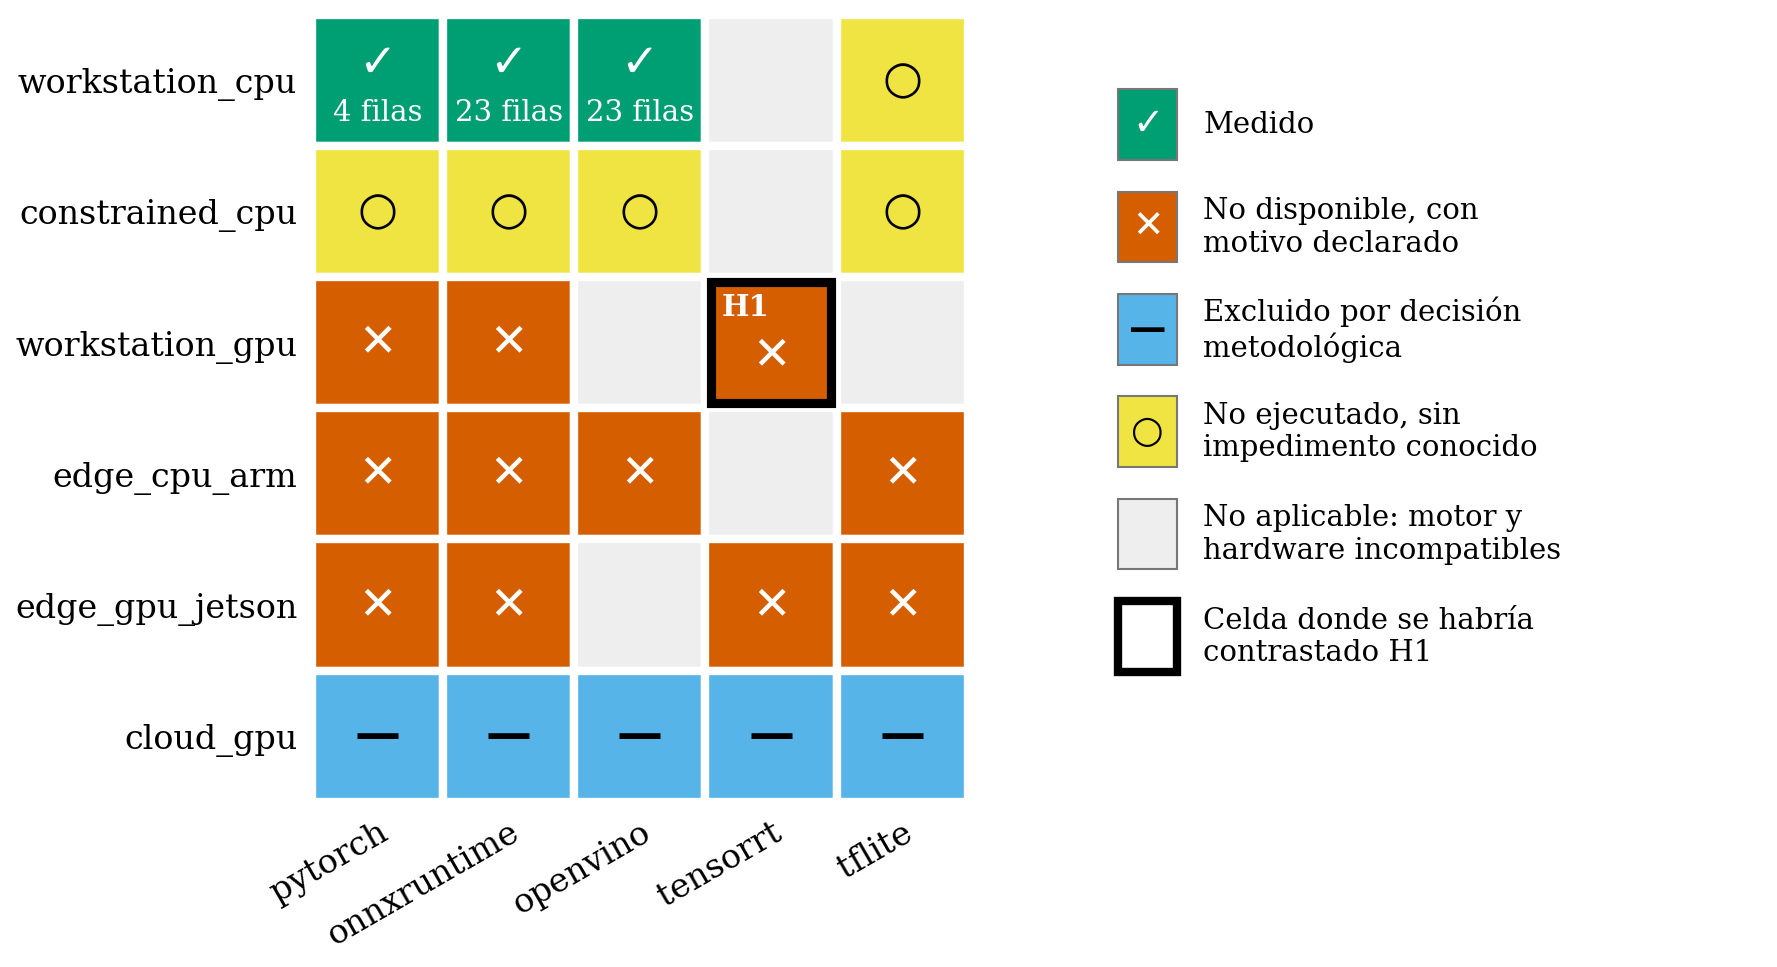 workstation_cpu
✓ ✓ ✓ ○
4 filas 23 filas 23 filas
constrained_cpu
○ ○ ○ ○
workstation_gpu
H1
✕ ✕ ✕
edge_cpu_arm
✕ ✕ ✕ ✕
edge_gpu_jetson
✕ ✕ ✕ ✕
cloud_gpu
— — — — —
pytorch
onnxruntime
openvino
tensorrt
tflite
✓ Medido
✕ No disponible, con
motivo declarado
— Excluido por decisión
metodológica
○ No ejecutado, sin
impedimento conocido
No aplicable: motor y
hardware incompatibles
Celda donde se habría
contrastado H1